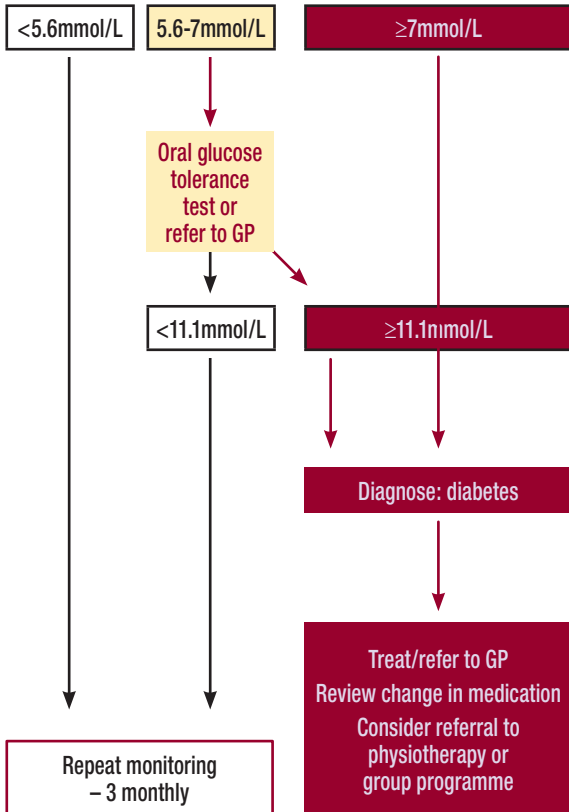 <5.6mmol/L
5.6-7mmol/L
≥7mmol/L
Oral glucose
tolerance
test or
refer to GP
<11.1mmol/L
≥11.1mmol/L
Diagnose: diabetes
Treat/refer to GP
Review change in medication
Consider referral to
physiotherapy or
group programme
Repeat monitoring
– 3 monthly